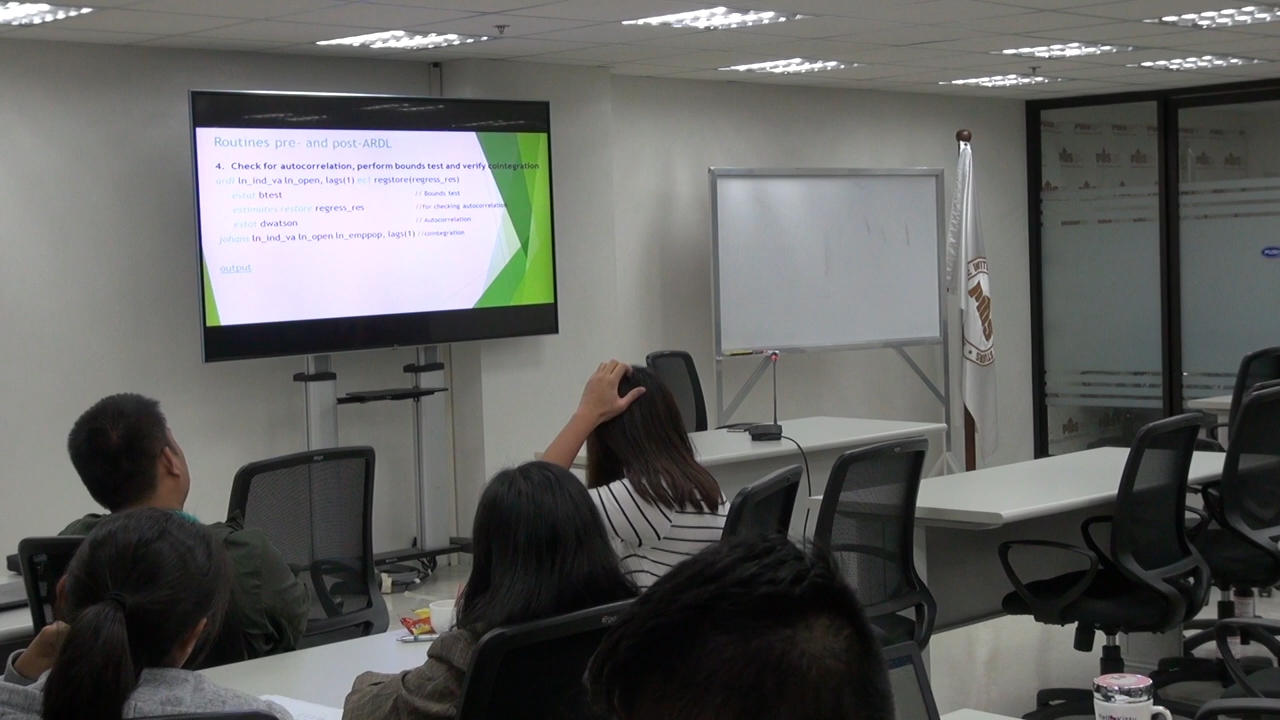 Routines pre- and post-ARDL
4. Check for autocorrelation, perform bounds test and verify cointegration
ardl ln_ind_va ln_open, lags(1) ec1 regstore(regress_res)
estat btest // Bounds test
estimates restore regress_res //for checking autocorrelation
estat dwatson // Autocorrelation
johans ln_ind_va ln_open ln_emppop, lags(1) //cointegration
output
PIDS